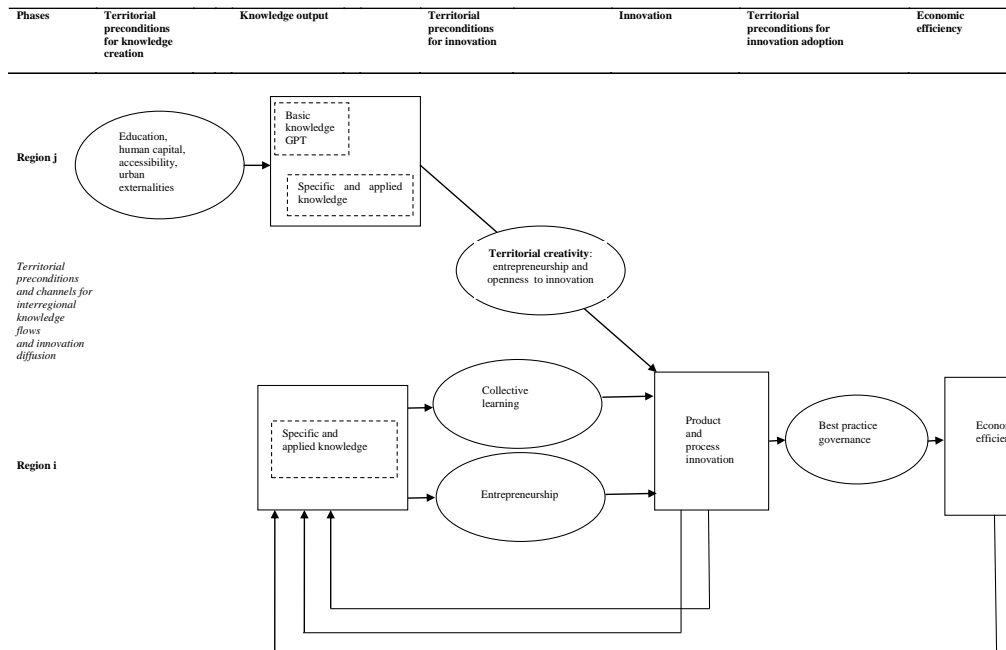 Phases
Territorial
preconditions
for knowledge
creation
Knowledge output
Territorial
preconditions
for innovation
Innovation
Territorial
preconditions for
innovation adoption
Economic
efficiency
Region j
Education,
human capital,
accessibility,
urban
externalities
Basic
knowledge
GPT
Specific and applied
knowledge
Territorial creativity:
entrepreneurship and
openness to innovation
Territorial
preconditions
and channels for
interregional
knowledge
flows
and innovation
diffusion
Region i
Specific and
applied knowledge
Collective
learning
Entrepreneurship
Product
and
process
innovation
Best practice
governance
Econo
efficien